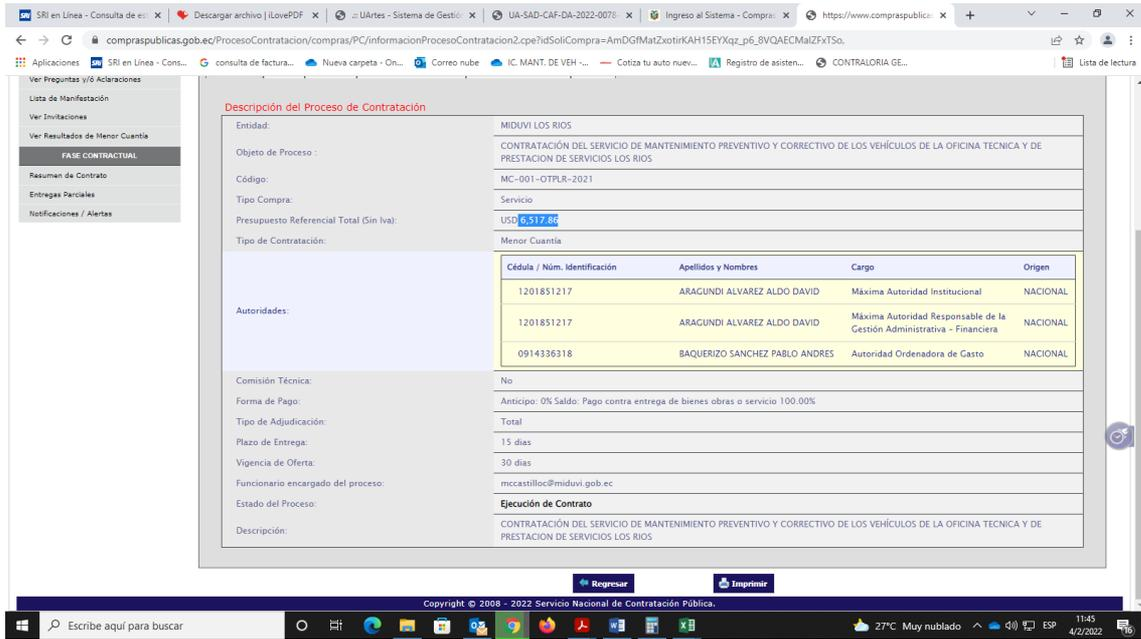 SRI en Línea - Consulta de es
Descargar archivo | iLovePDF
.:: UArtes - Sistema de Gestión
UA-SAD-CAF-DA-2022-0078-
Ingreso al Sistema - Compras
https://www.compraspublicas.
compraspublicas.gob.ec/ProcesoContratacion/compras/PC/informacionProcesoContratacion2.cpe?idSoliCompra=AmDGfMatZxotirKAH15EYXqz_p6_8VQAECMaIZFxTSo,
Aplicaciones
SRI en Línea - Cons...
consulta de factura...
Nueva carpeta - On...
Correo nube
IC. MANT. DE VEH -...
Cotiza tu auto nuev...
Registro de asisten...
CONTRALORIA GE...
Lista de lectura
Ver Preguntas y/ó Aclaraciones
Lista de Manifestación
Ver Invitaciones
Ver Resultados de Menor Cuantía
FASE CONTRACTUAL
Resumen de Contrato
Entregas Parciales
Notificaciones / Alertas
Descripción del Proceso de Contratación
Entidad: MIDUVI LOS RIOS
Objeto de Proceso : CONTRATACIÓN DEL SERVICIO DE MANTENIMIENTO PREVENTIVO Y CORRECTIVO DE LOS VEHÍCULOS DE LA OFICINA TECNICA Y DE
PRESTACION DE SERVICIOS LOS RIOS
Código: MC-001-OTPLR-2021
Tipo Compra: Servicio
Presupuesto Referencial Total (Sin Iva): USD 6,517.86
Tipo de Contratación: Menor Cuantía
Autoridades:
Cédula / Núm. Identificación Apellidos y Nombres Cargo Origen
1201851217 ARAGUNDI ALVAREZ ALDO DAVID Máxima Autoridad Institucional NACIONAL
1201851217 ARAGUNDI ALVAREZ ALDO DAVID Máxima Autoridad Responsable de la
Gestión Administrativa - Financiera NACIONAL
0914336318 BAQUERIZO SANCHEZ PABLO ANDRES Autoridad Ordenadora de Gasto NACIONAL
Comisión Técnica: No
Forma de Pago: Anticipo: 0% Saldo: Pago contra entrega de bienes obras o servicio 100.00%
Tipo de Adjudicación: Total
Plazo de Entrega: 15 dias
Vigencia de Oferta: 30 dias
Funcionario encargado del proceso: mccastilloc@miduvi.gob.ec
Estado del Proceso: Ejecución de Contrato
Descripción: CONTRATACIÓN DEL SERVICIO DE MANTENIMIENTO PREVENTIVO Y CORRECTIVO DE LOS VEHÍCULOS DE LA OFICINA TECNICA Y DE
PRESTACION DE SERVICIOS LOS RIOS
Regresar
Imprimir
Copyright © 2008 - 2022 Servicio Nacional de Contratación Pública.
Escribe aquí para buscar
27°C Muy nublado
ESP
11:45
4/2/2022
16